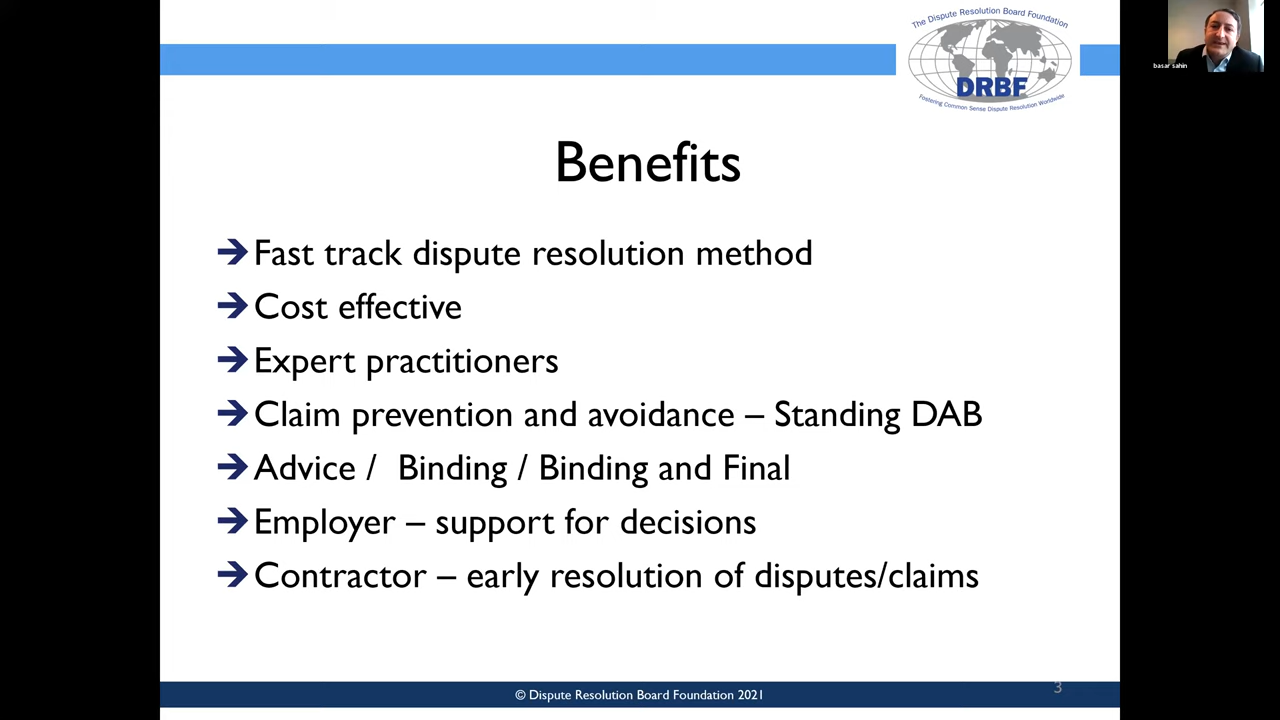 The Dispute Resolution Board Foundation
DRBF
Fostering Common Sense Dispute Resolution Worldwide
basar sahin
Benefits
➔Fast track dispute resolution method
➔Cost effective
➔Expert practitioners
➔Claim prevention and avoidance – Standing DAB
➔Advice /  Binding / Binding and Final
➔Employer – support for decisions
➔Contractor – early resolution of disputes/claims
© Dispute Resolution Board Foundation 2021
3